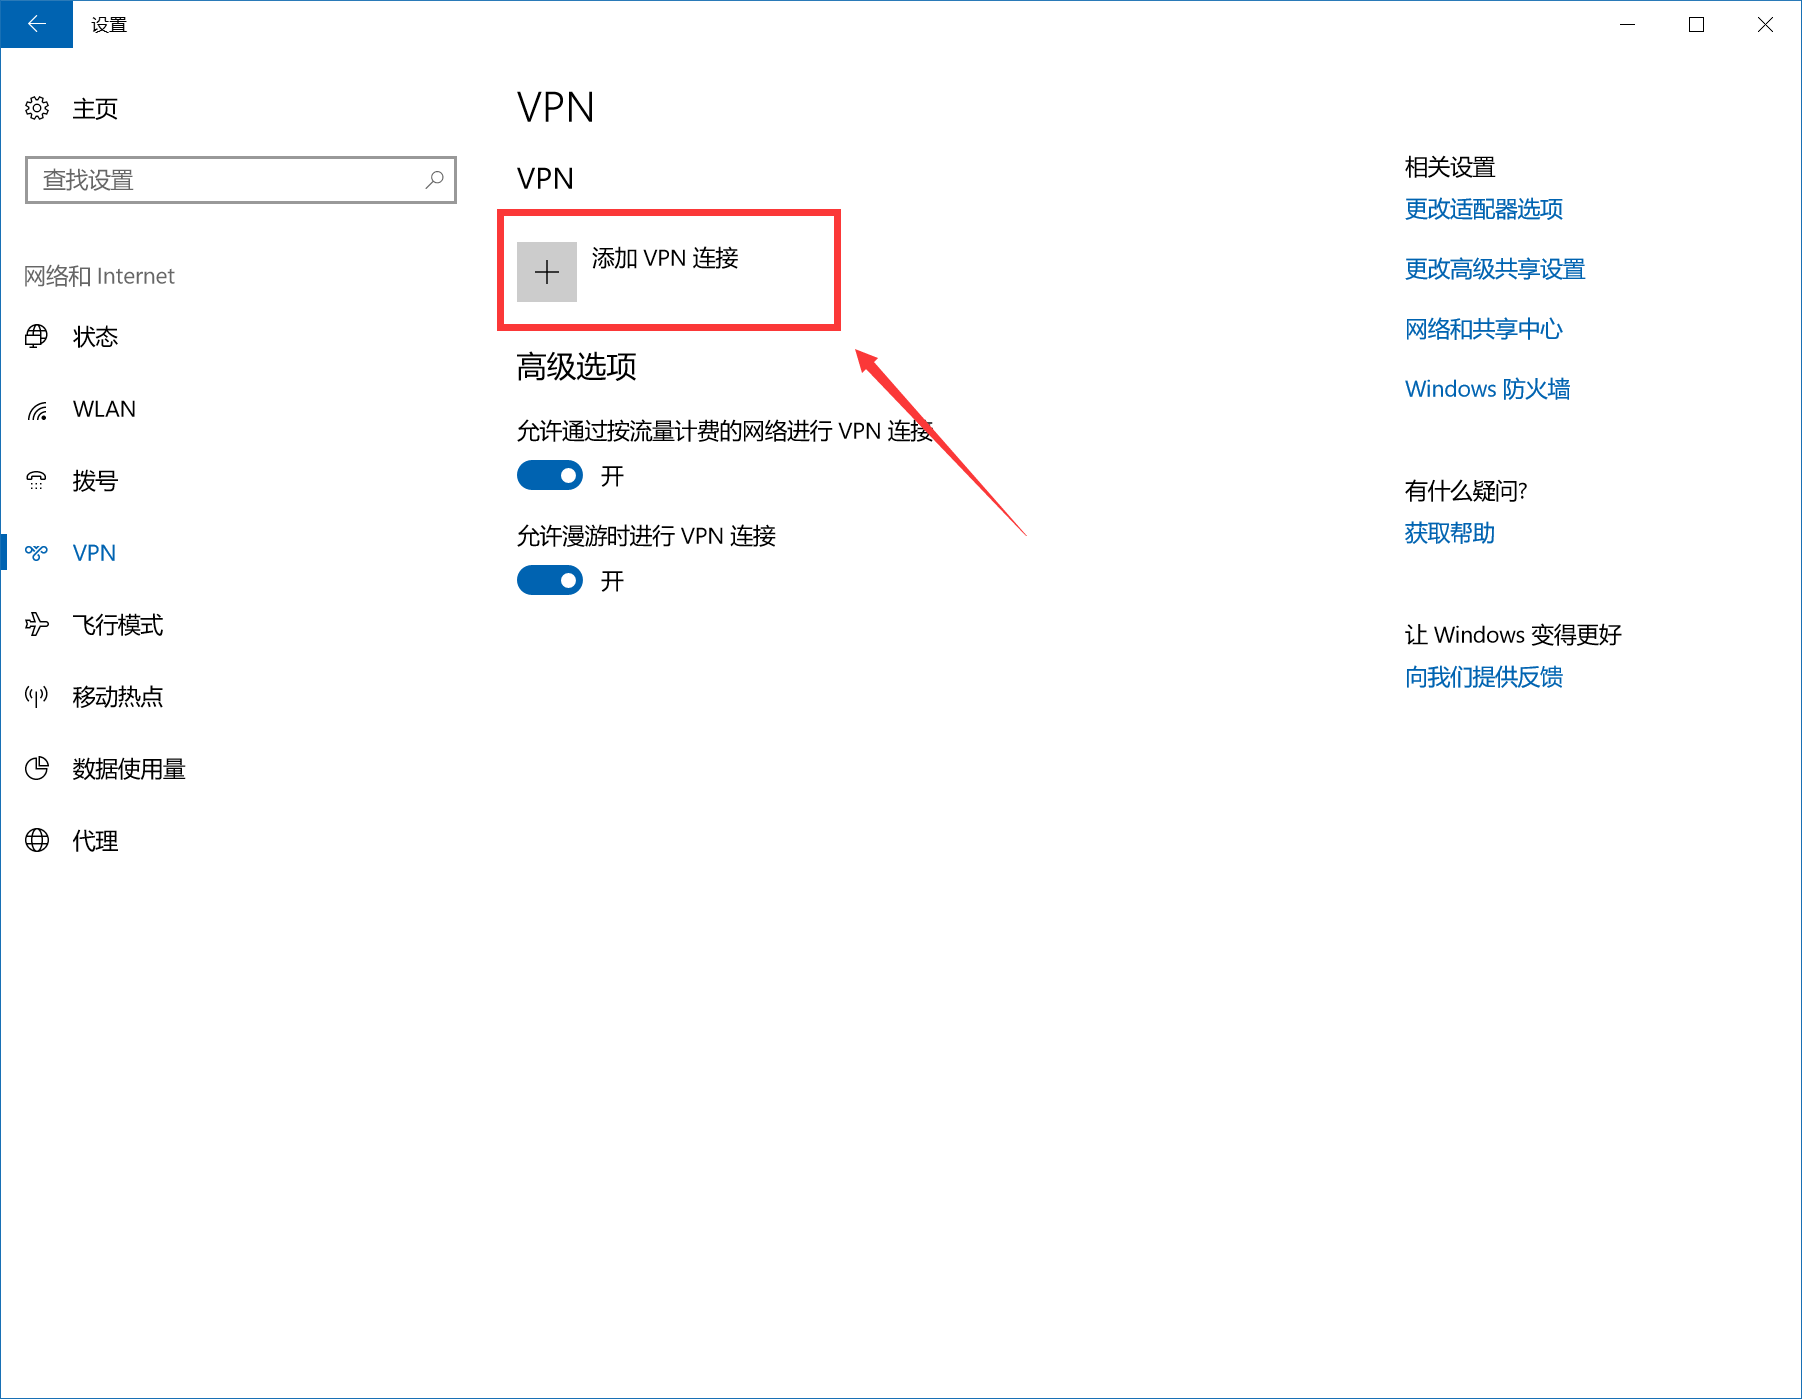 设置
主页
查找设置
网络和 Internet
状态
WLAN
拨号
VPN
飞行模式
移动热点
数据使用量
代理
VPN
VPN
添加 VPN 连接
高级选项
允许通过按流量计费的网络进行 VPN 连接
开
允许漫游时进行 VPN 连接
开
相关设置
更改适配器选项
更改高级共享设置
网络和共享中心
Windows 防火墙
有什么疑问?
获取帮助
让 Windows 变得更好
向我们提供反馈